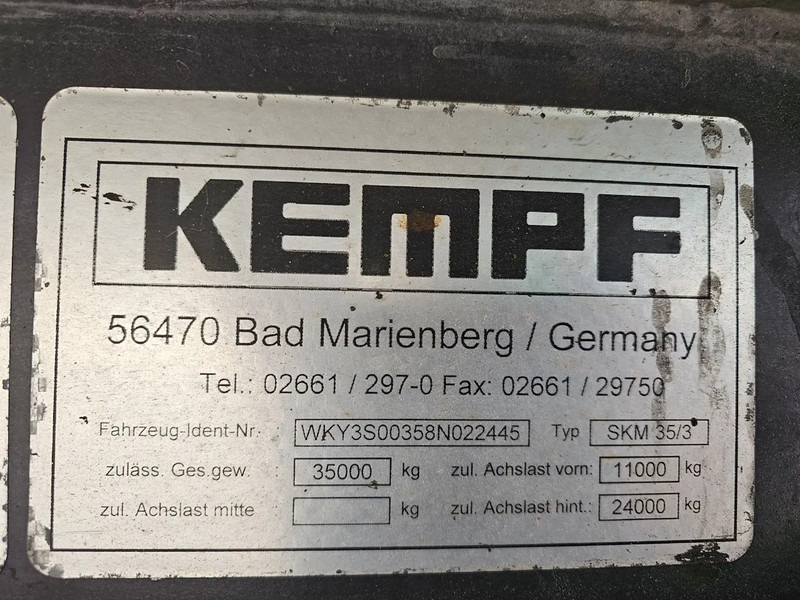 KEMPF
56470 Bad Marienberg / Germany
Tel.: 02661 / 297-0 Fax: 02661 / 29750
Fahrzeug-Ident-Nr. WKY3S00358N022445 Typ SKM 35/3
zuläss. Ges.gew. 35000 kg zul. Achslast vorn: 11000 kg
zul. Achslast mitte kg zul. Achslast hint.: 24000 kg